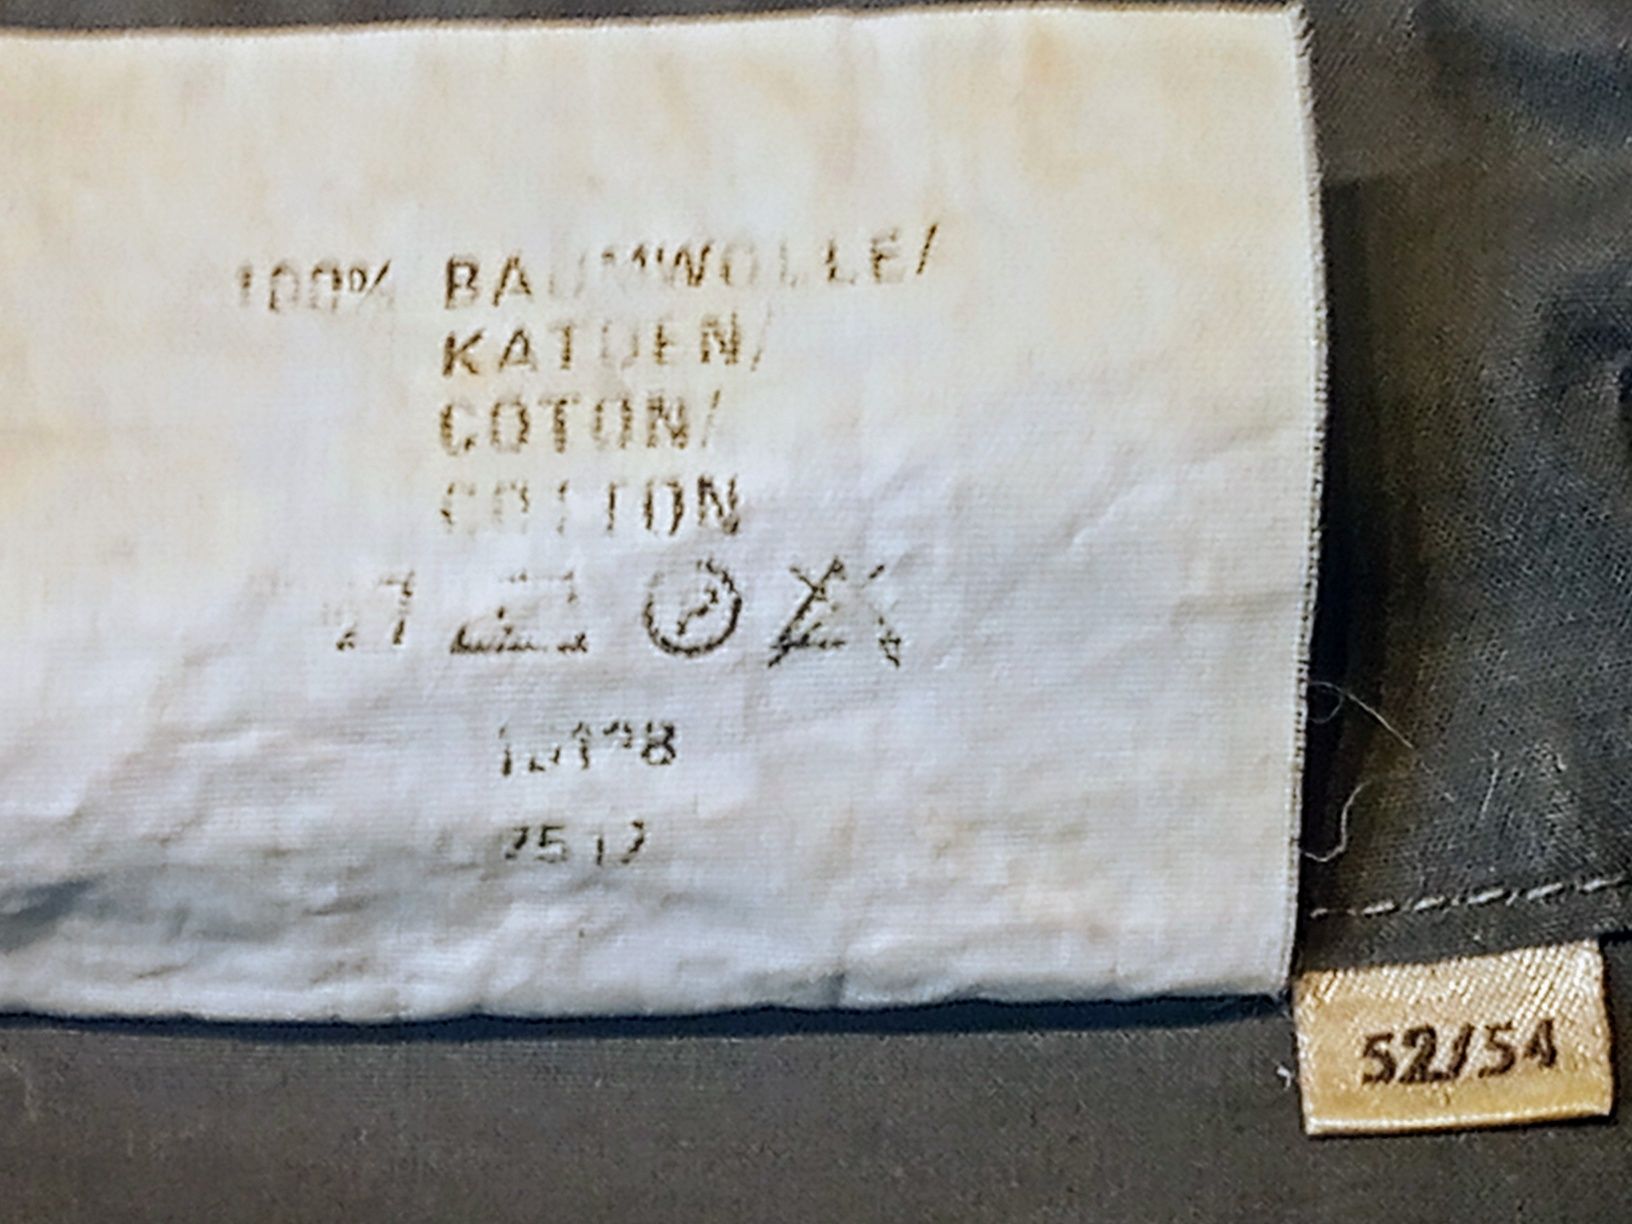 100% BAUMWOLLE/
KATOEN/
COTON/
COTTON
P
52/54